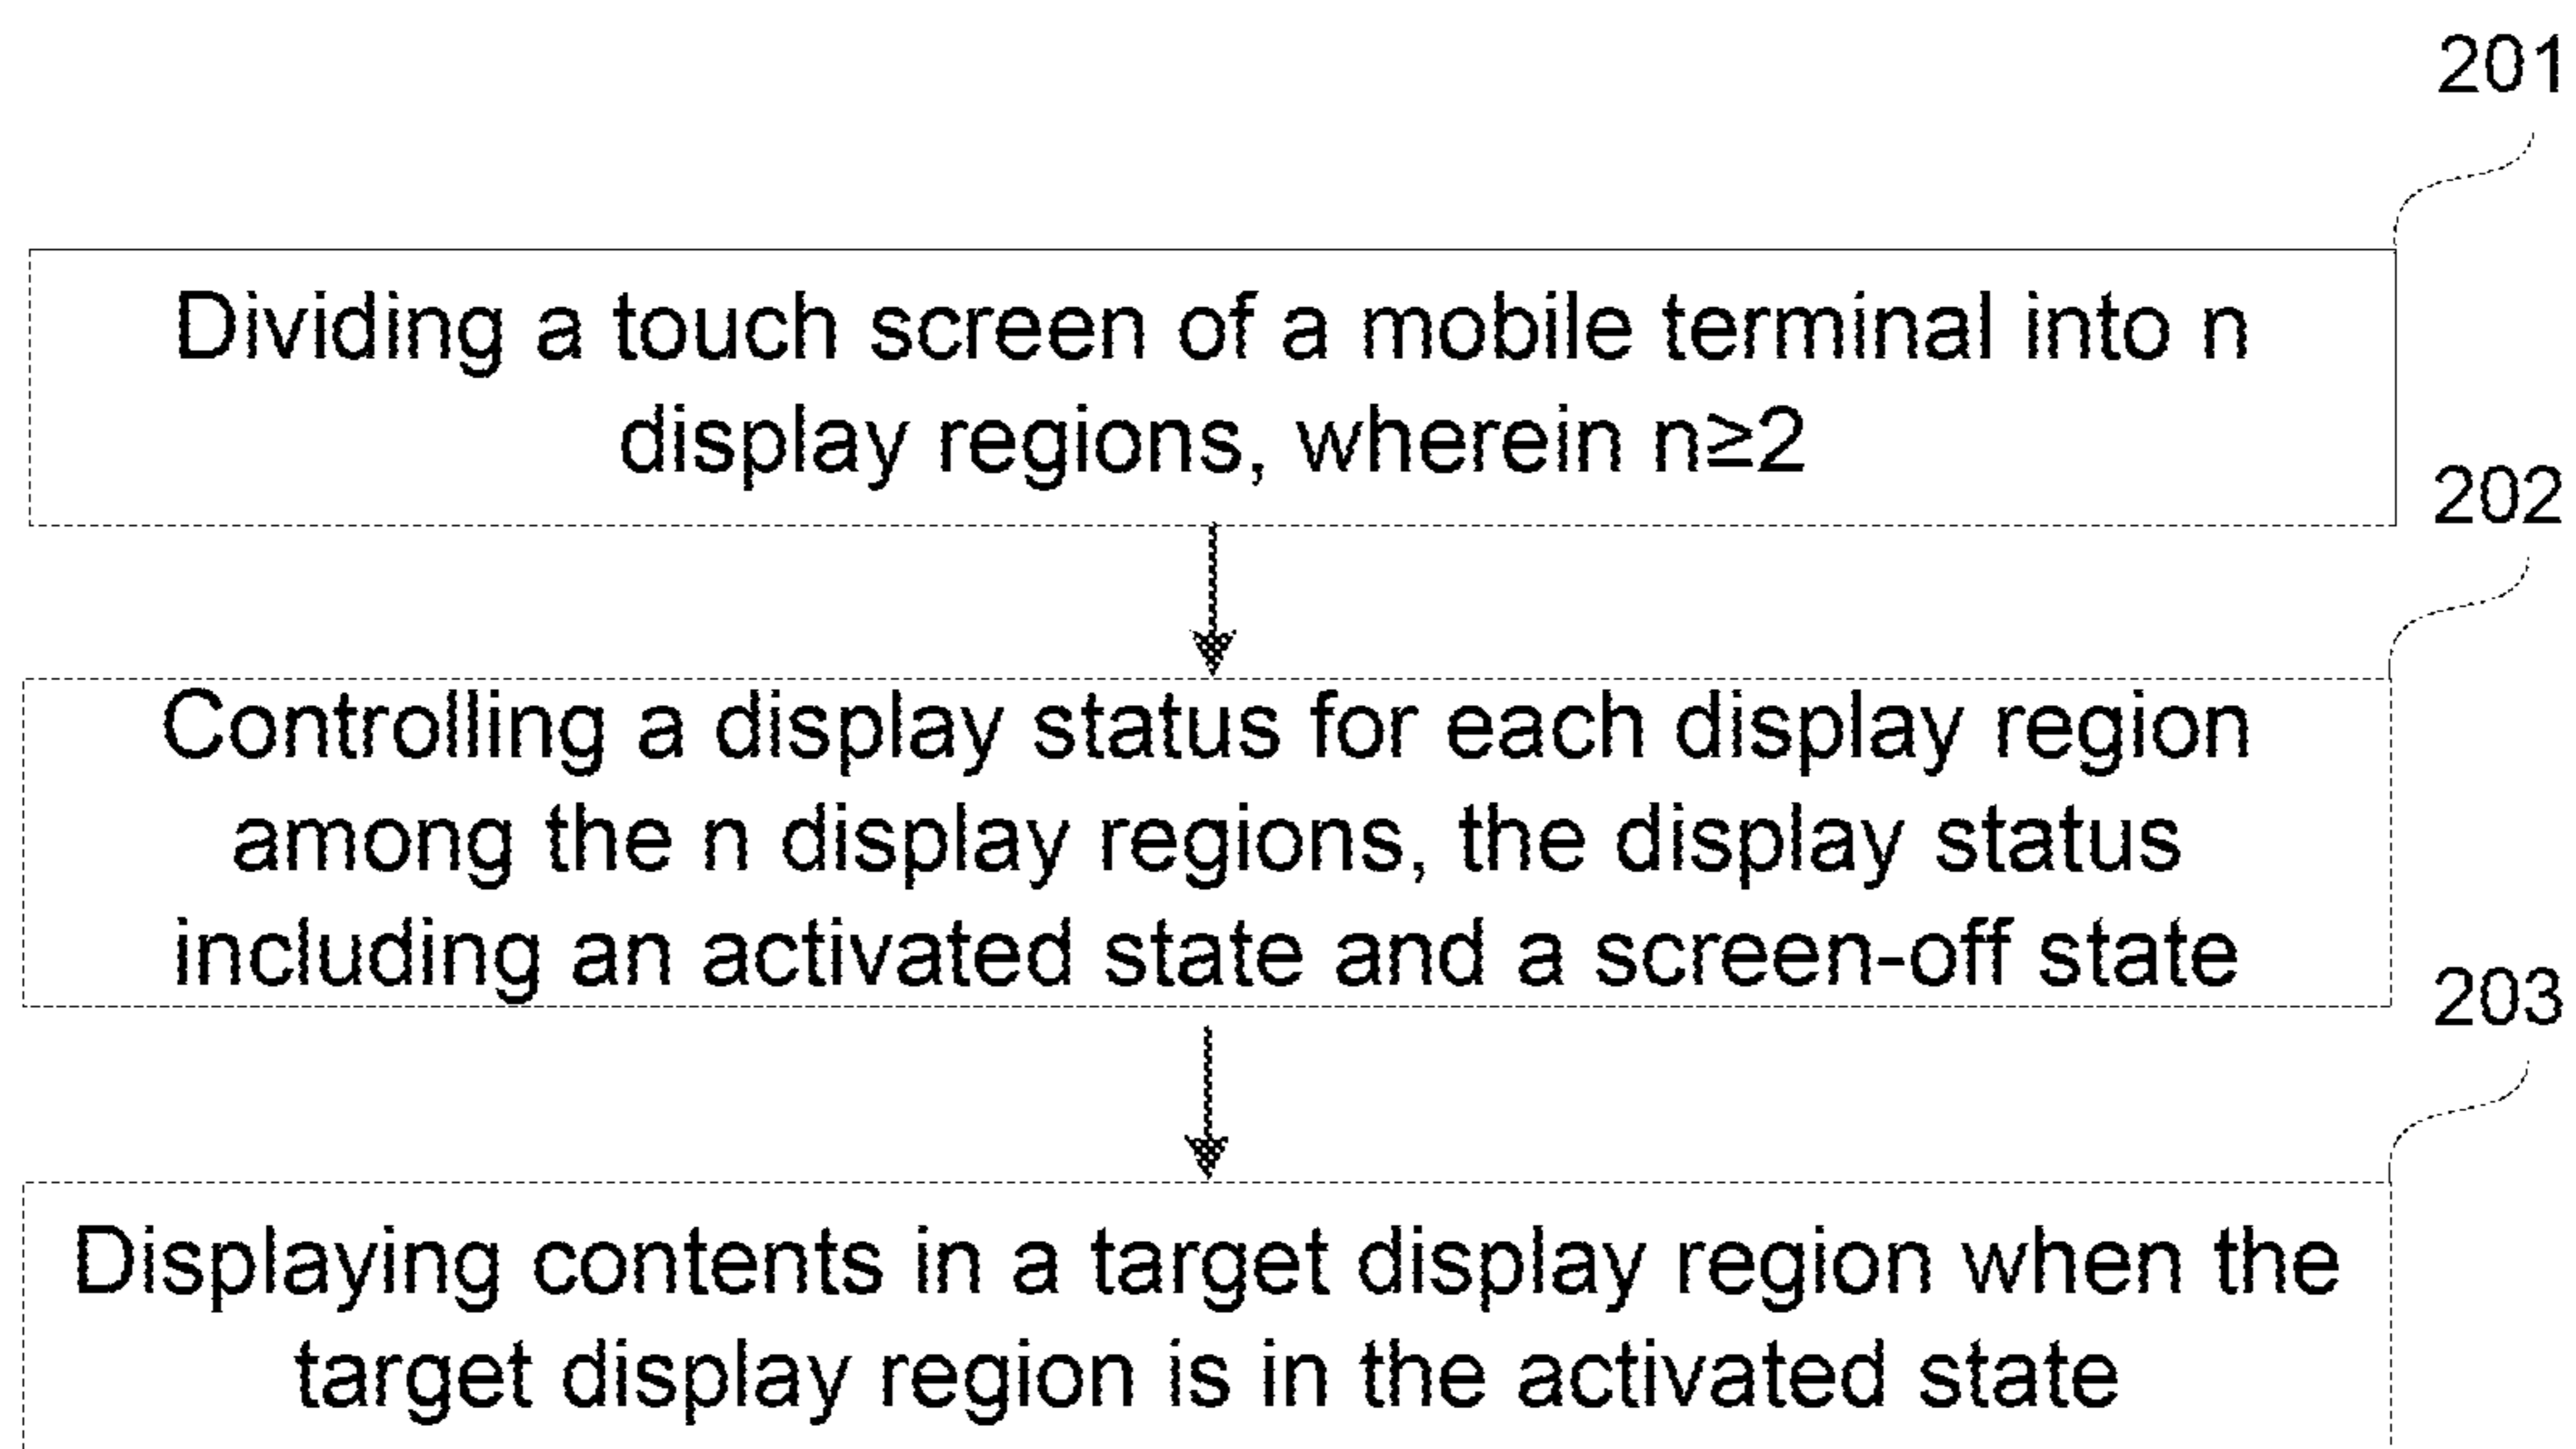 201
Dividing a touch screen of a mobile terminal into n
display regions, wherein n≥2
202
Controlling a display status for each display region
among the n display regions, the display status
including an activated state and a screen-off state
203
Displaying contents in a target display region when the
target display region is in the activated state